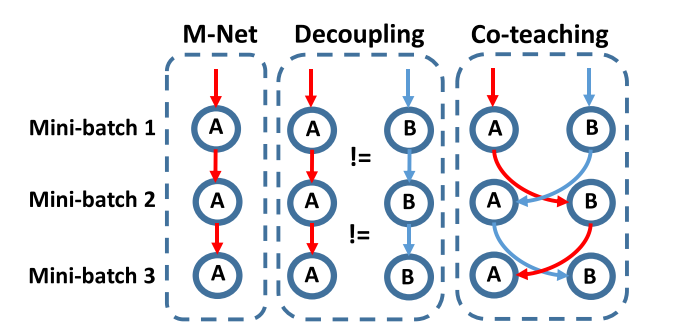 M-Net Decoupling Co-teaching
Mini-batch 1 A A B A B
!=
Mini-batch 2 A A B A B
!=
Mini-batch 3 A A B A B